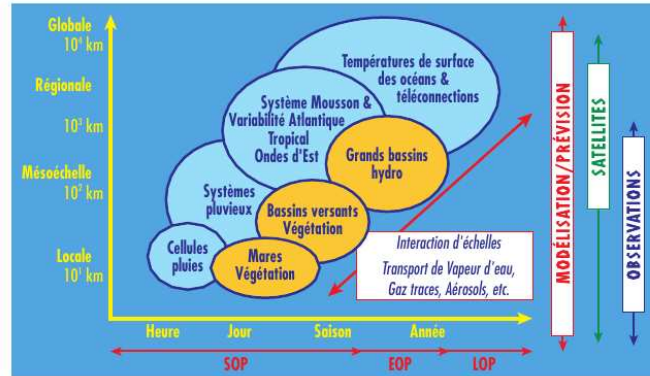 Globale
10⁴ km
Régionale
10³ km
Mésoéchelle
10² km
Locale
10¹ km
Températures de surface
des océans &
téléconnections
Système Mousson &
Variabilité Atlantique
Tropical
Ondes d'Est
Grands bassins
hydro
Systèmes
pluvieux
Bassins versants
Végétation
Cellules
pluies
Mares
Végétation
Interaction d'échelles
Transport de Vapeur d'eau,
Gaz traces, Aérosols, etc.
Heure
Jour
Saison
Année
SOP
EOP
LOP
MODÉLISATION/PRÉVISION
SATELLITES
OBSERVATIONS